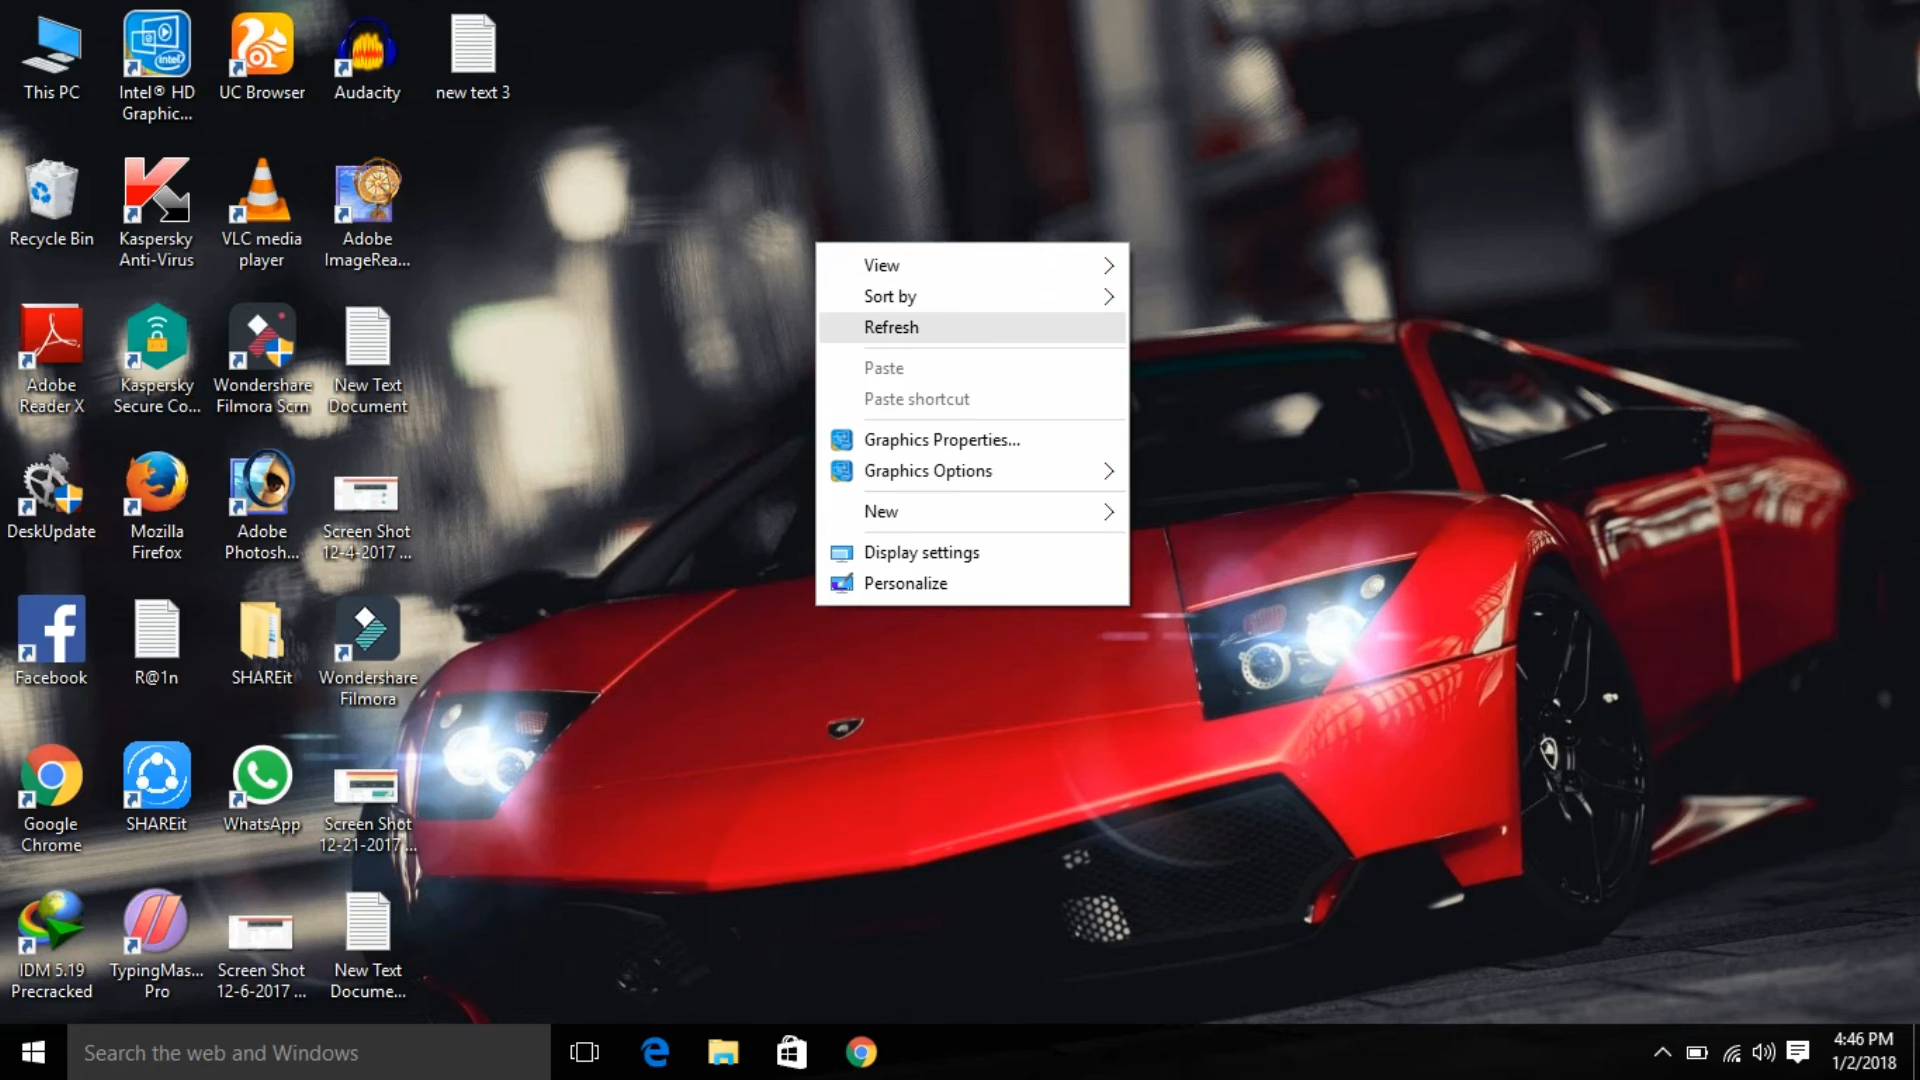 This PC
Intel® HD
Graphic...
UC Browser
Audacity
new text 3
Recycle Bin
Kaspersky
Anti-Virus
VLC media
player
Adobe
ImageRea...
Adobe
Reader X
Kaspersky
Secure Co...
Wondershare
Filmora Scrn
New Text
Document
DeskUpdate
Mozilla
Firefox
Adobe
Photosh...
Screen Shot
12-4-2017 ...
Facebook
R@1n
SHAREit
Wondershare
Filmora
Google
Chrome
SHAREit
WhatsApp
Screen Shot
12-21-2017 ...
IDM 5.19
Precracked
TypingMas...
Pro
Screen Shot
12-6-2017 ...
New Text
Docume...
View
Sort by
Refresh
Paste
Paste shortcut
Graphics Properties...
Graphics Options
New
Display settings
Personalize
Search the web and Windows
4:46 PM
1/2/2018